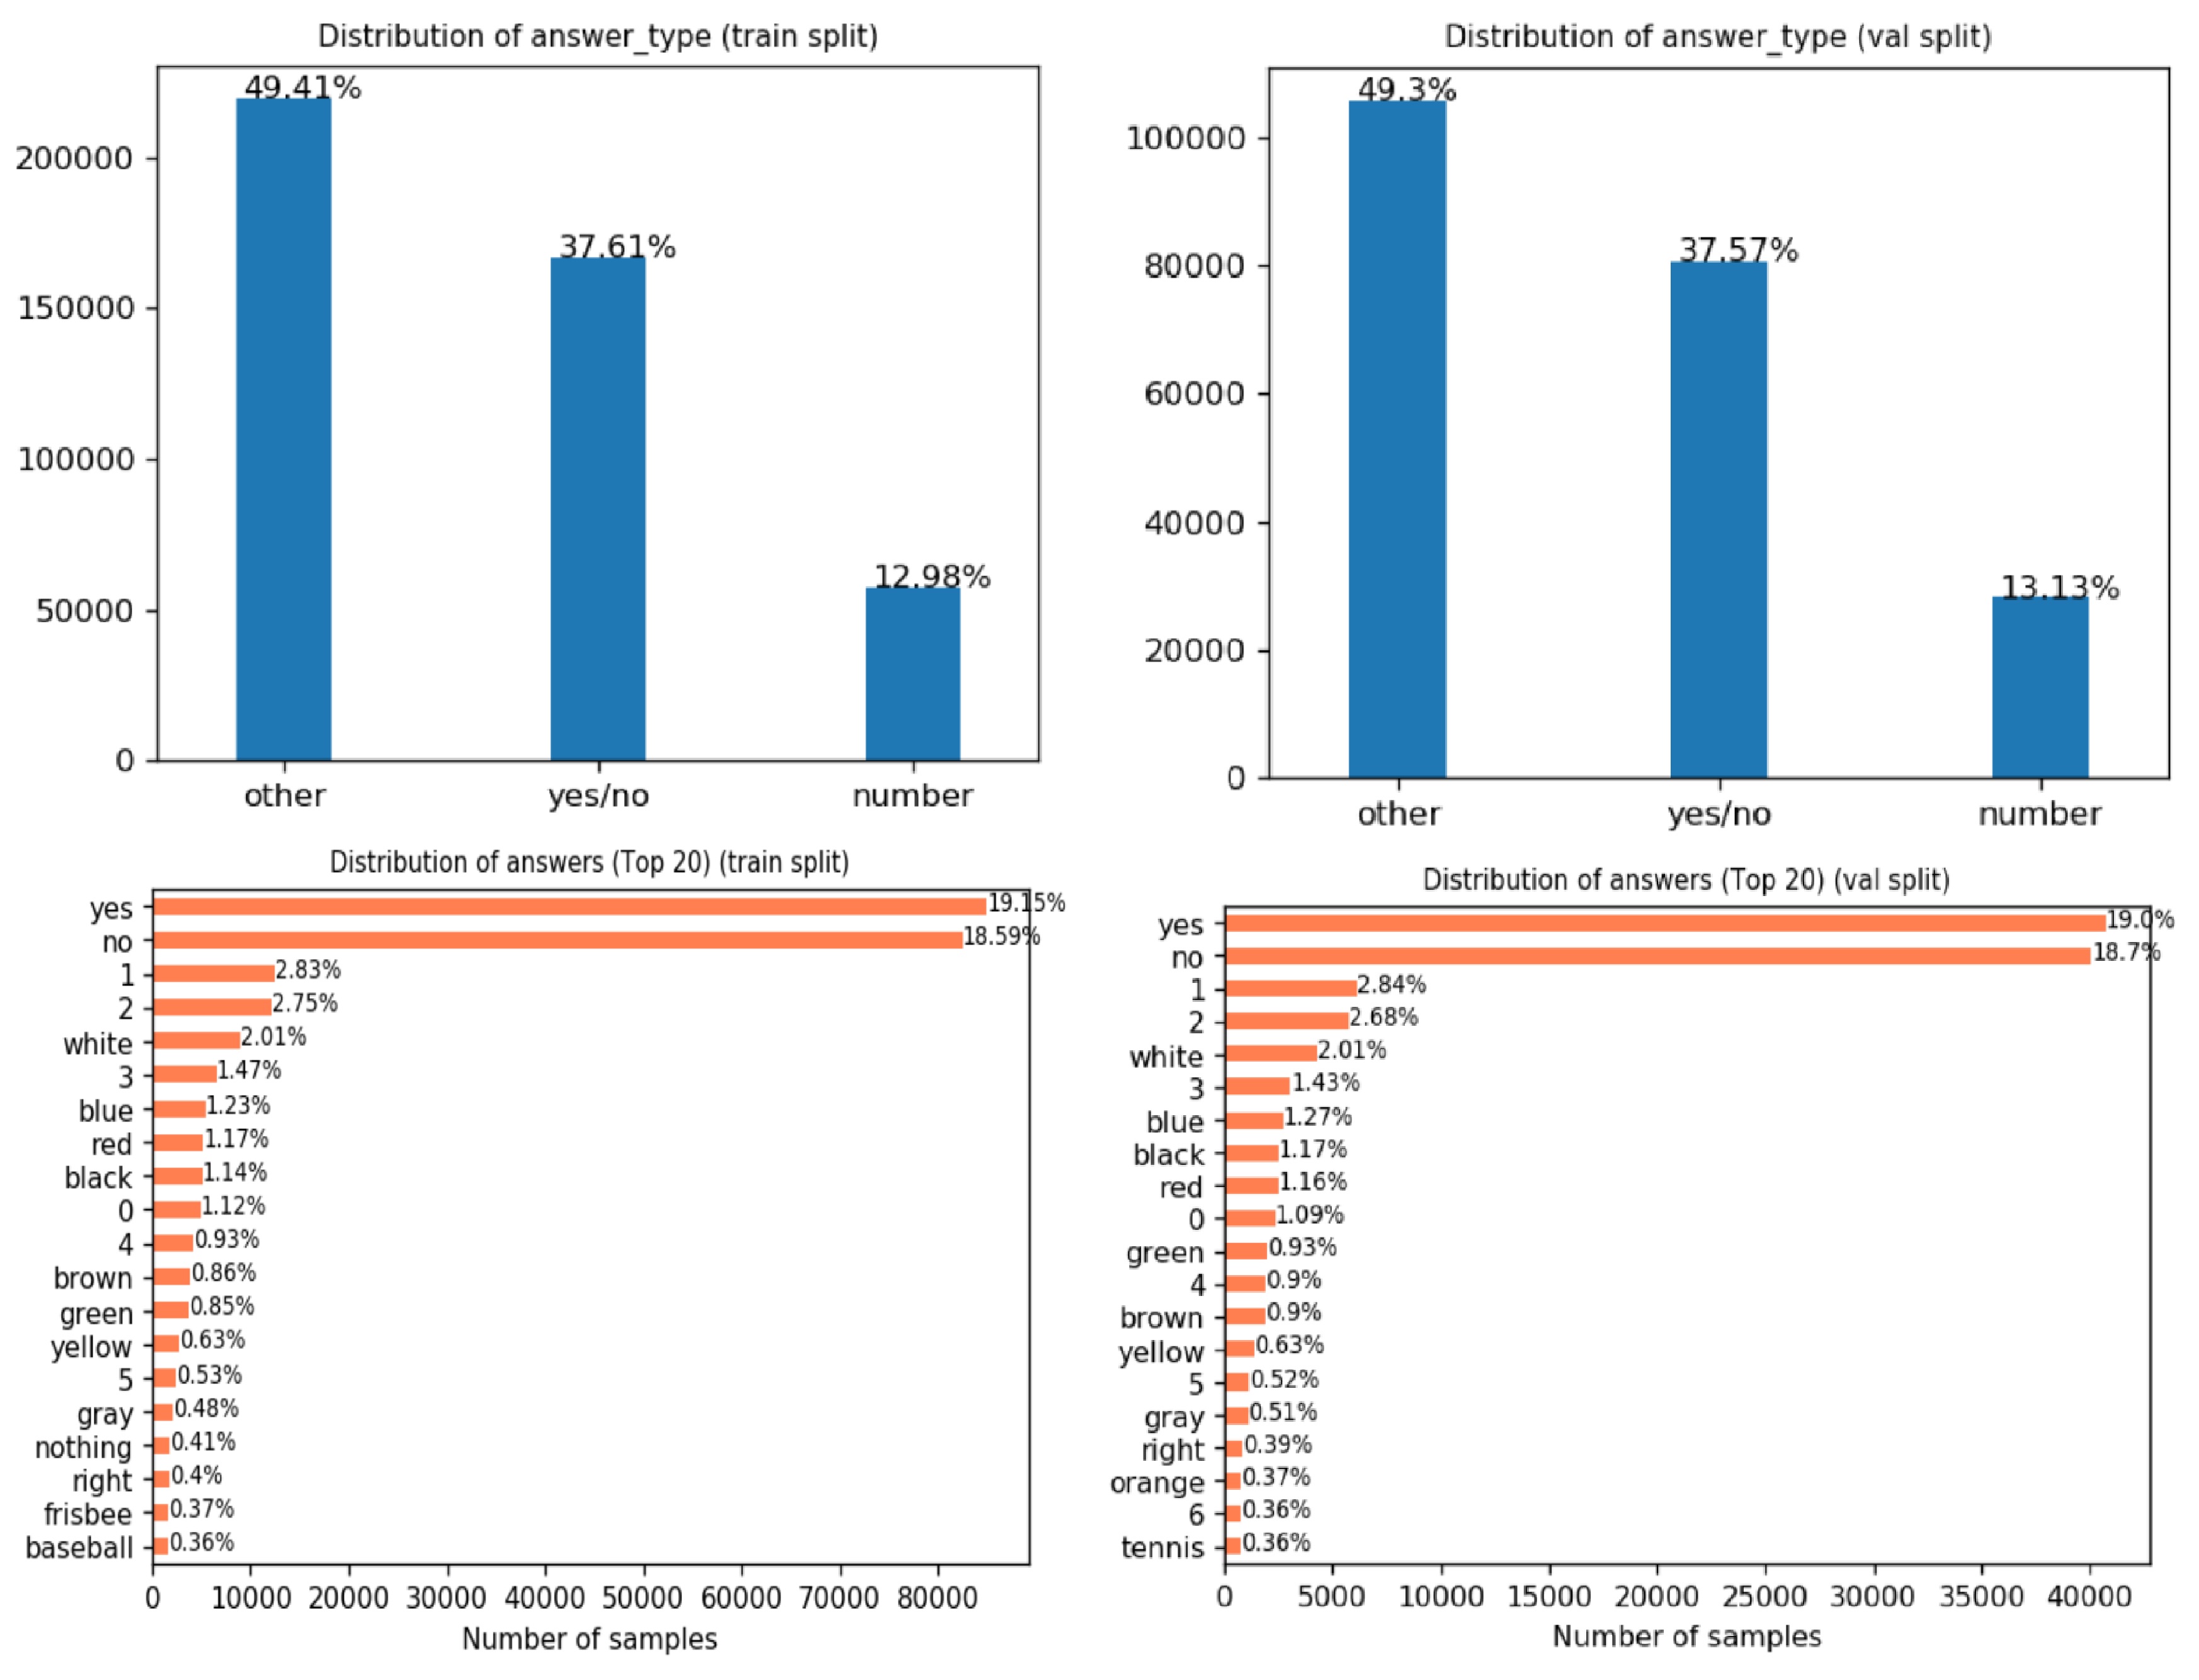 Distribution of answer_type (train split)
49.41%
37.61%
12.98%
200000
150000
100000
50000
0
other yes/no number
Distribution of answer_type (val split)
49.3%
37.57%
13.13%
100000
80000
60000
40000
20000
0
other yes/no number
Distribution of answers (Top 20) (train split)
yes 19.15%
no 18.59%
1 2.83%
2 2.75%
white 2.01%
3 1.47%
blue 1.23%
red 1.17%
black 1.14%
0 1.12%
4 0.93%
brown 0.86%
green 0.85%
yellow 0.63%
5 0.53%
gray 0.48%
nothing 0.41%
right 0.4%
frisbee 0.37%
baseball 0.36%
0 10000 20000 30000 40000 50000 60000 70000 80000
Number of samples
Distribution of answers (Top 20) (val split)
yes 19.0%
no 18.7%
1 2.84%
2 2.68%
white 2.01%
3 1.43%
blue 1.27%
black 1.17%
red 1.16%
0 1.09%
green 0.93%
4 0.9%
brown 0.9%
yellow 0.63%
5 0.52%
gray 0.51%
right 0.39%
orange 0.37%
6 0.36%
tennis 0.36%
0 5000 10000 15000 20000 25000 30000 35000 40000
Number of samples